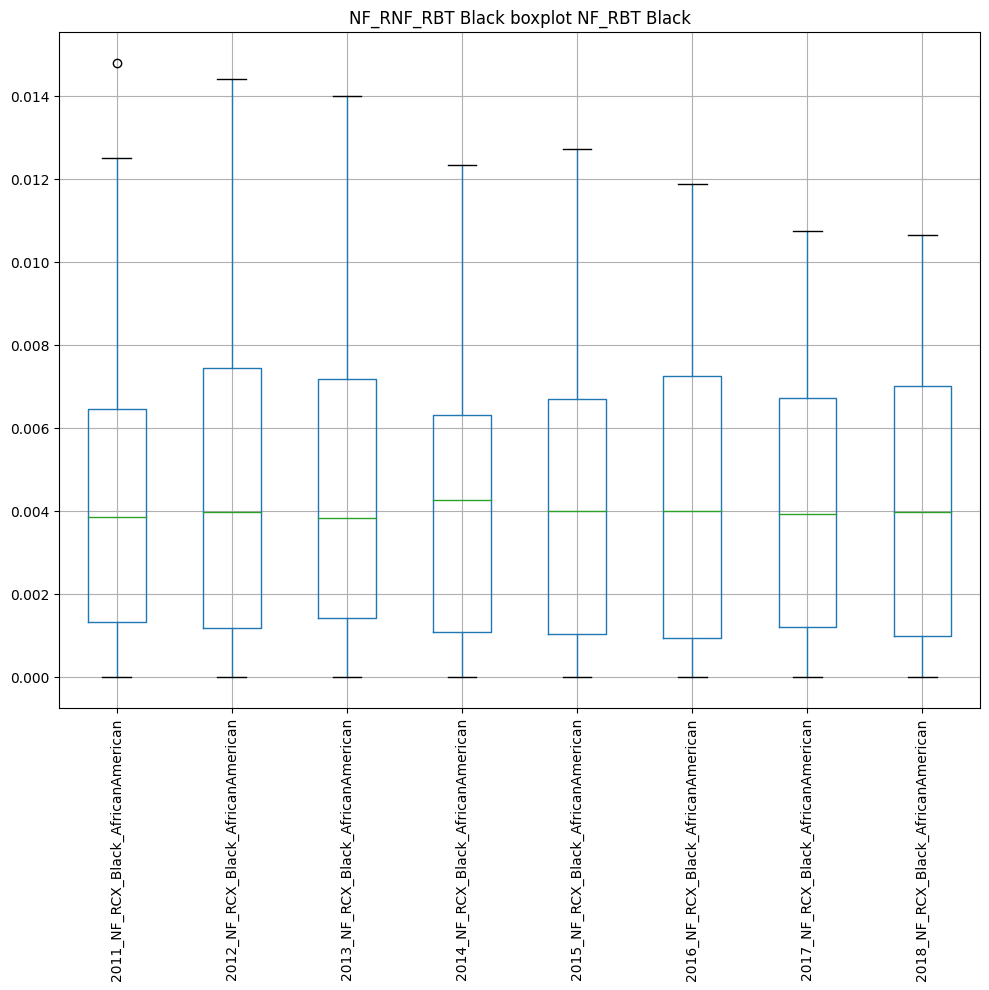 NF_RNF_RBT Black boxplot NF_RBT Black
0.014
0.012
0.010
0.008
0.006
0.004
0.002
0.000
2011_NF_RCX_Black_AfricanAmerican
2012_NF_RCX_Black_AfricanAmerican
2013_NF_RCX_Black_AfricanAmerican
2014_NF_RCX_Black_AfricanAmerican
2015_NF_RCX_Black_AfricanAmerican
2016_NF_RCX_Black_AfricanAmerican
2017_NF_RCX_Black_AfricanAmerican
2018_NF_RCX_Black_AfricanAmerican